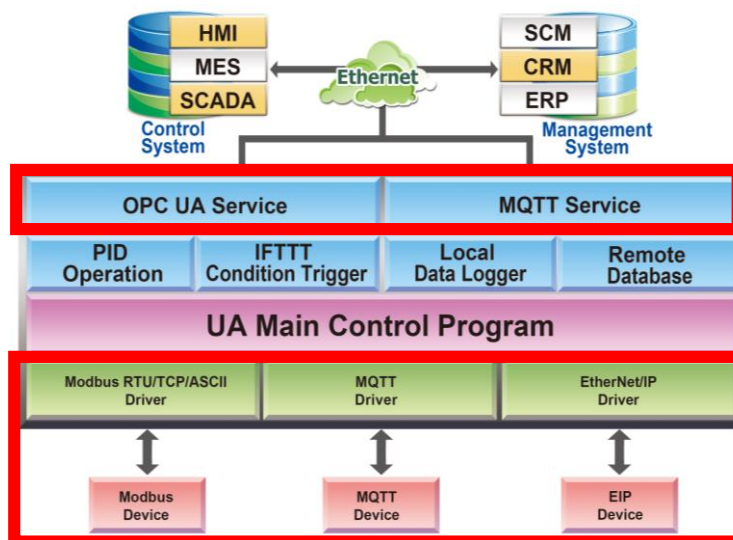 HMI
MES
SCADA
Control
System
Ethernet
SCM
CRM
ERP
Management
System
OPC UA Service
MQTT Service
PID
Operation
IFTTT
Condition Trigger
Local
Data Logger
Remote
Database
UA Main Control Program
Modbus RTU/TCP/ASCII
Driver
MQTT
Driver
EtherNet/IP
Driver
Modbus
Device
MQTT
Device
EIP
Device